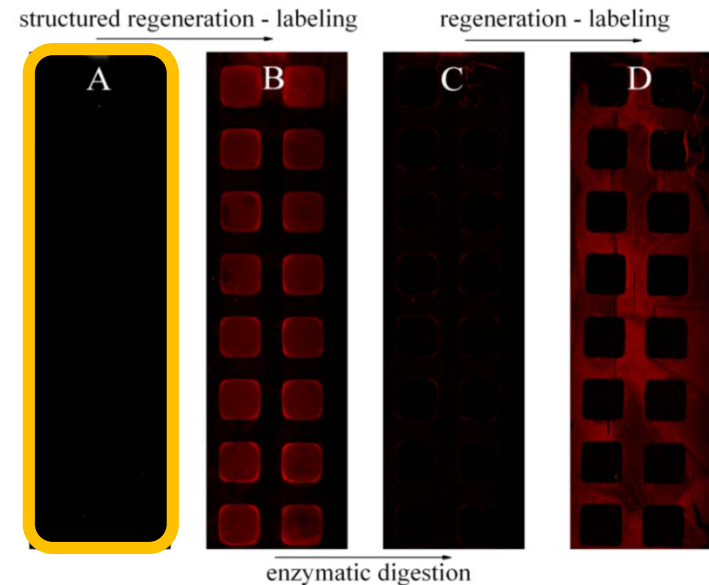 structured regeneration - labeling
regeneration - labeling
A
B
C
D
enzymatic digestion